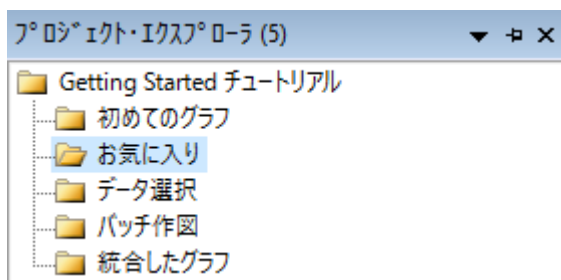 ﾌﾟﾛｼﾞｪｸﾄ・ｴｸｽﾌﾟﾛｰﾗ (5)
Getting Started チュートリアル
初めてのグラフ
お気に入り
データ選択
バッチ作図
統合したグラフ